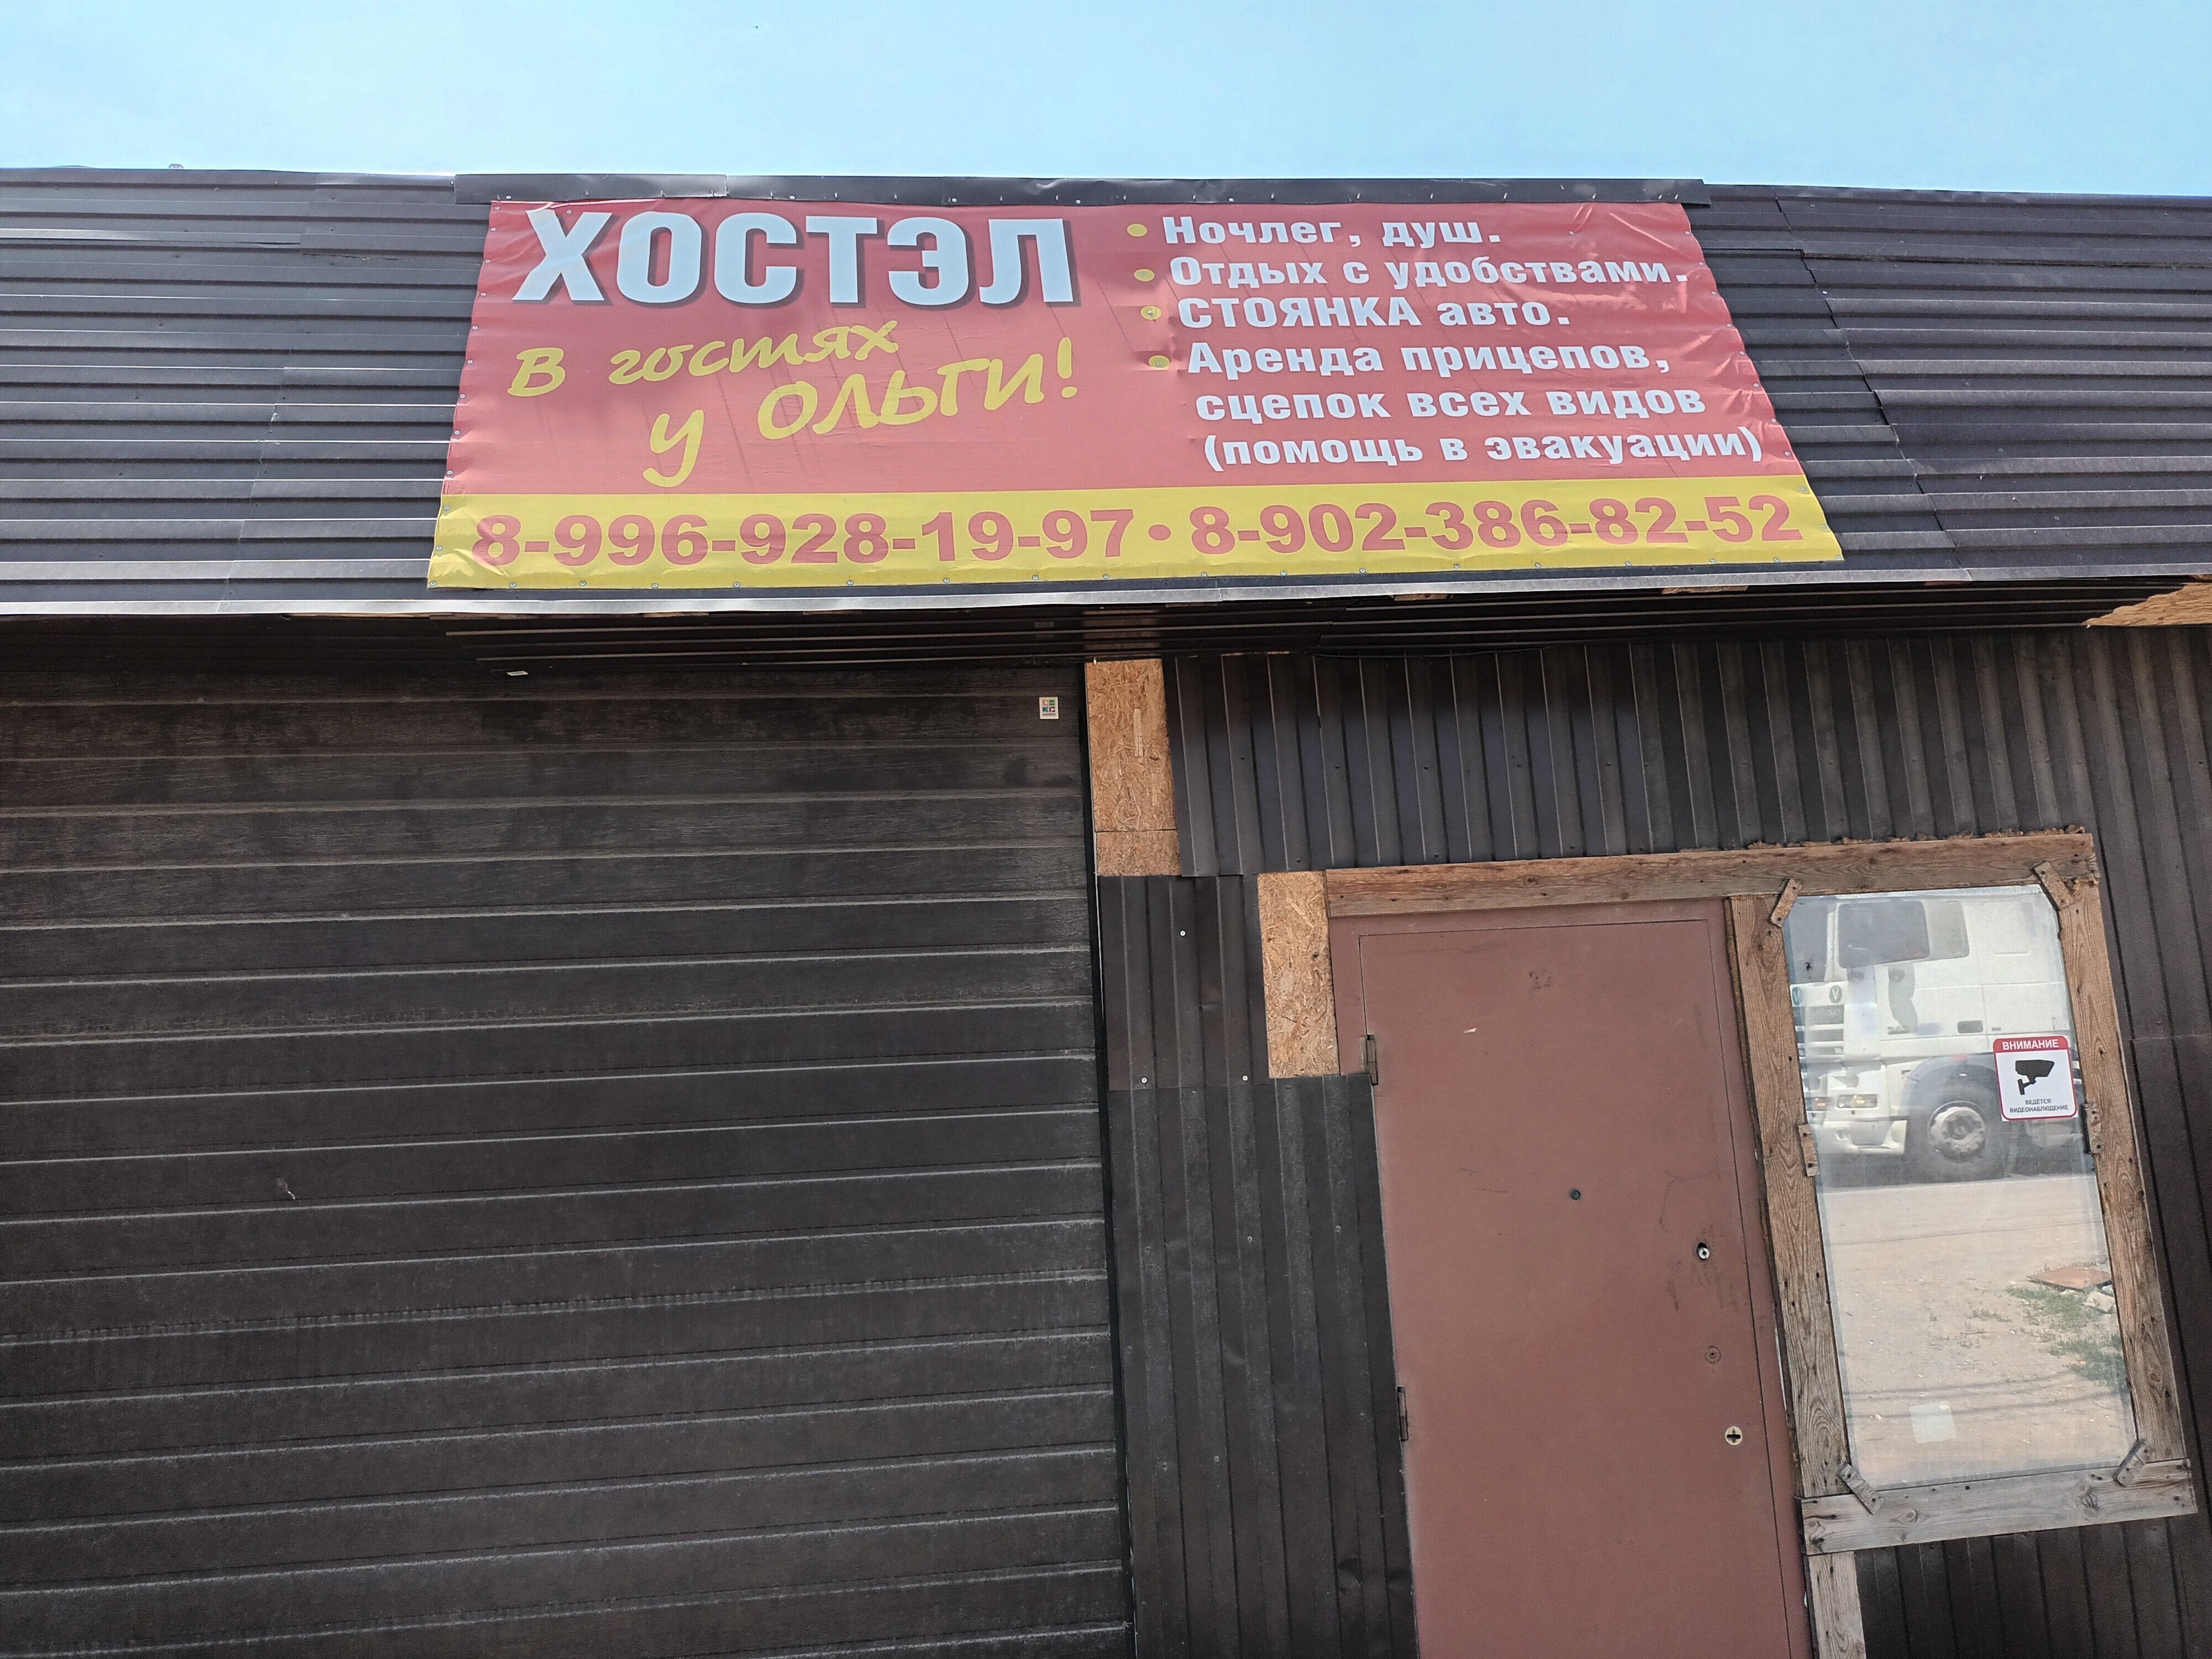 ХОСТЭЛ
В гостях
у ОЛЬГИ!
• Ночлег, душ.
• Отдых с удобствами.
• СТОЯНКА авто.
• Аренда прицепов,
сцепок всех видов
(помощь в эвакуации)
8-996-928-19-97 • 8-902-386-82-52
ВНИМАНИЕ
ВЕДЁТСЯ
ВИДЕОНАБЛЮДЕНИЕ